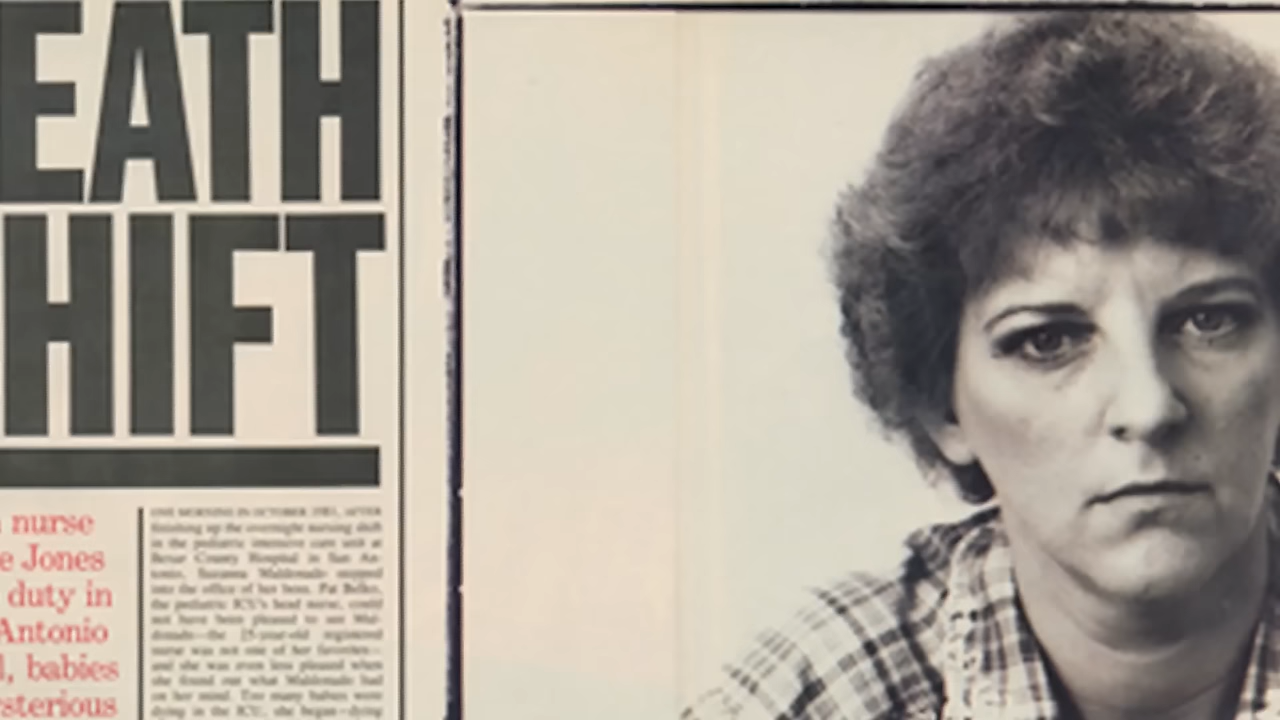 EATH
HIFT
nurse
e Jones
duty in
Antonio
l, babies
sterious
ONE MORNING IN OCTOBER 1981, AFTER
finishing up the overnight nursing shift
in the pediatric intensive care unit at
Bexar County Hospital in San An-
tonio, Suzanna Maldonado stepped
into the office of her boss. Pat Belko,
the pediatric ICU's head nurse, could
not have been pleased to see Mal-
donado—the 25-year-old registered
nurse was not one of her favorites—
and she was even less pleased when
she found out what Maldonado had
on her mind. Too many babies were
dying in the ICU, she began—dying